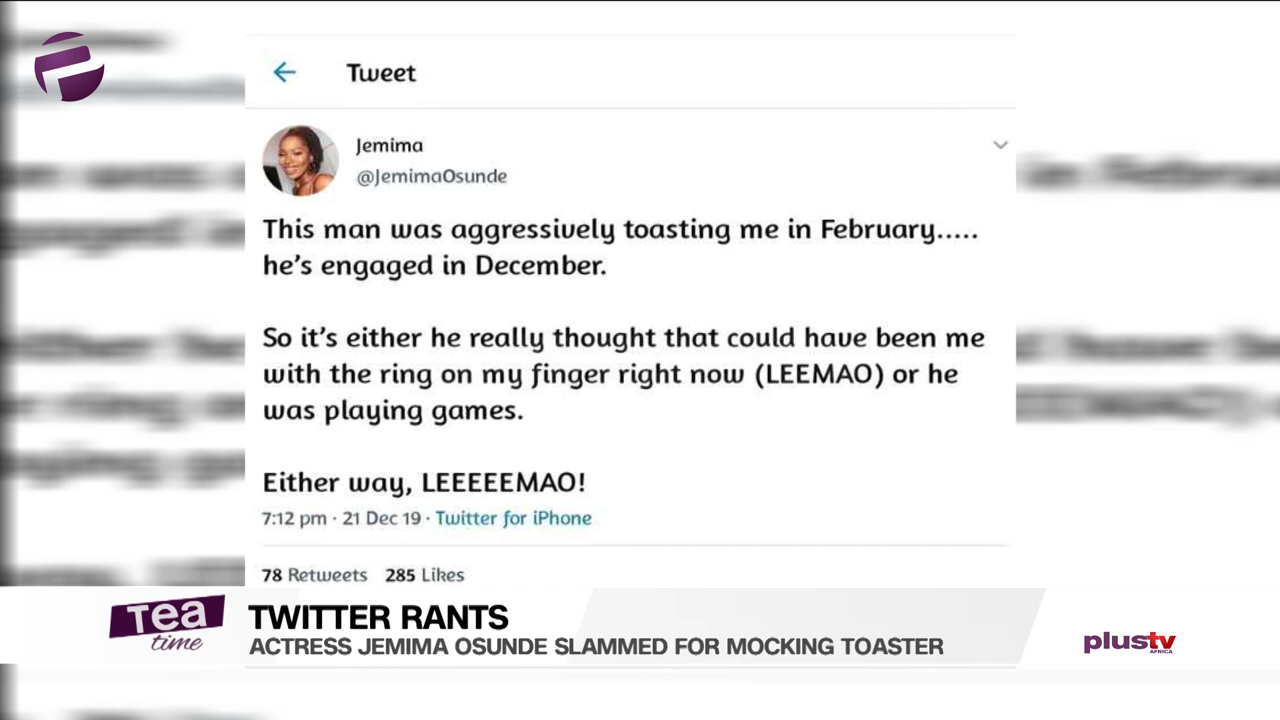 Tweet
Jemima
@JemimaOsunde
This man was aggressively toasting me in February.....
he's engaged in December.
So it's either he really thought that could have been me
with the ring on my finger right now (LEEMAO) or he
was playing games.
Either way, LEEEEEMAO!
7:12 pm · 21 Dec 19 · Twitter for iPhone
78 Retweets 285 Likes
Tea
time
TWITTER RANTS
ACTRESS JEMIMA OSUNDE SLAMMED FOR MOCKING TOASTER
plustv
AFRICA